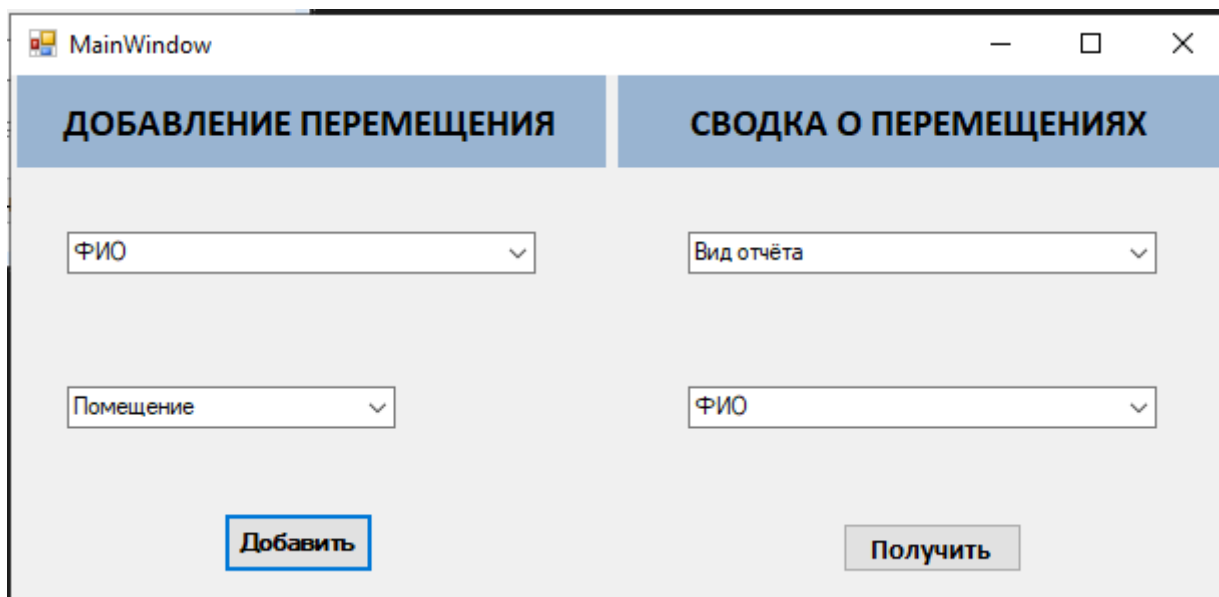 MainWindow
ДОБАВЛЕНИЕ ПЕРЕМЕЩЕНИЯ
СВОДКА О ПЕРЕМЕЩЕНИЯХ
ФИО
Вид отчёта
Помещение
ФИО
Добавить
Получить